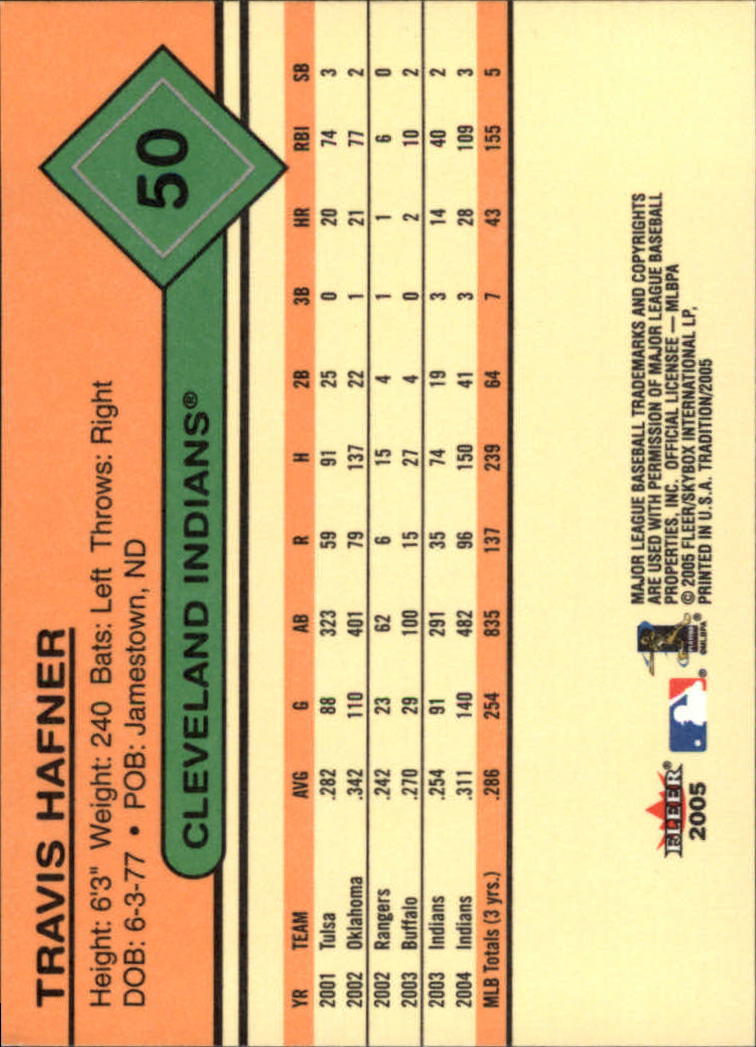 TRAVIS HAFNER
Height: 6'3" Weight: 240 Bats: Left Throws: Right
DOB: 6-3-77 • POB: Jamestown, ND
CLEVELAND INDIANS®
50
YR TEAM AVG G AB R H 2B 3B HR RBI SB
2001 Tulsa .282 88 323 59 91 25 0 20 74 3
2002 Oklahoma .342 110 401 79 137 22 1 21 77 2
2002 Rangers .242 23 62 6 15 4 1 1 6 0
2003 Buffalo .270 29 100 15 27 4 0 2 10 2
2003 Indians .254 91 291 35 74 19 3 14 40 2
2004 Indians .311 140 482 96 150 41 3 28 109 3
MLB Totals (3 yrs.) .286 254 835 137 239 64 7 43 155 5
FLEER®
2005
®
®
©MLBPA
MAJOR LEAGUE BASEBALL TRADEMARKS AND COPYRIGHTS
ARE USED WITH PERMISSION OF MAJOR LEAGUE BASEBALL
PROPERTIES, INC. OFFICIAL LICENSEE — MLBPA
© 2005 FLEER/SKYBOX INTERNATIONAL LP,
PRINTED IN U.S.A. TRADITION/2005